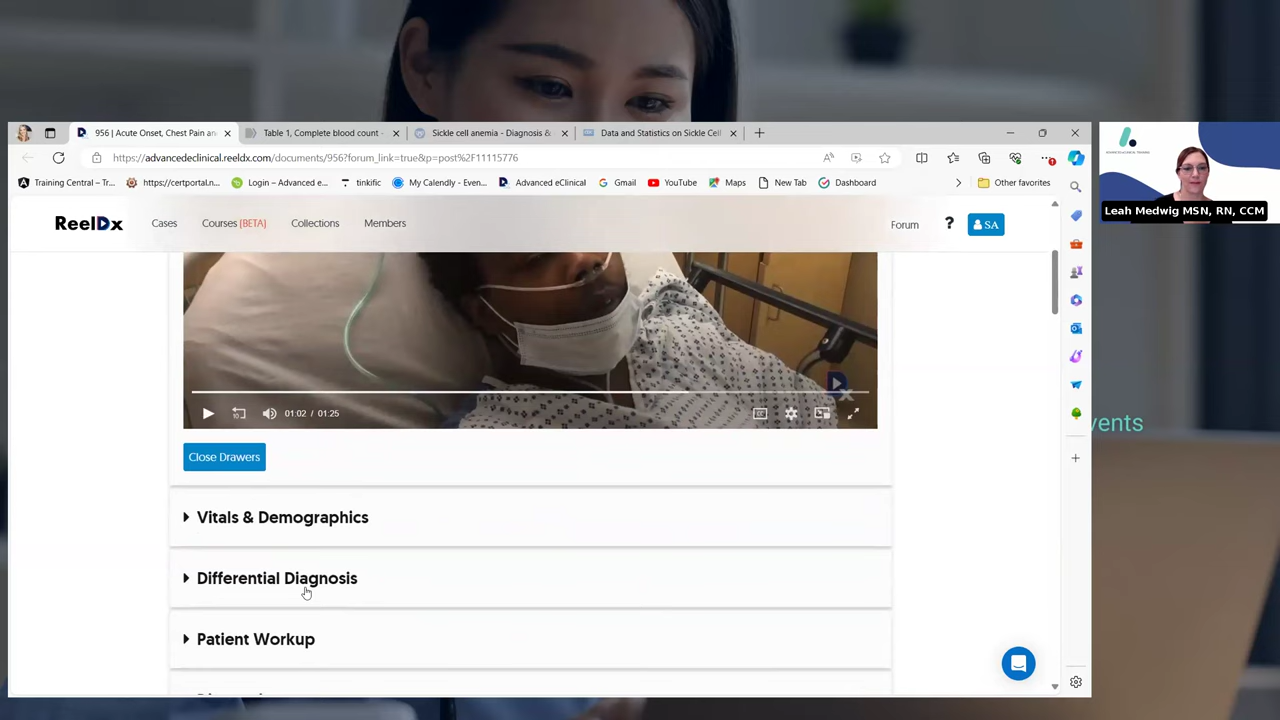 956 | Acute Onset, Chest Pain an
Table 1, Complete blood count -
Sickle cell anemia - Diagnosis &
Data and Statistics on Sickle Cell
https://advancedeclinical.reeldx.com/documents/956?forum_link=true&p=post%2F11115776
Training Central – Tr...
https://certportal.n...
Login – Advanced e...
tinkific
My Calendly - Even...
Advanced eClinical
Gmail
YouTube
Maps
New Tab
Dashboard
Other favorites
ReelDx
Cases
Courses [BETA]
Collections
Members
Forum
?
SA
Leah Medwig MSN, RN, CCM
01:02 / 01:25
CC
Close Drawers
Vitals & Demographics
Differential Diagnosis
Patient Workup
vents